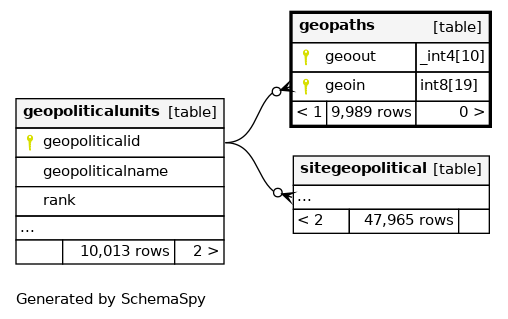 geopaths [table]
geoout _int4[10]
geoin int8[19]
< 1 9,989 rows 0 >
geopoliticalunits [table]
geopoliticalid
geopoliticalname
rank
...
10,013 rows 2 >
sitegeopolitical [table]
...
< 2 47,965 rows
Generated by SchemaSpy